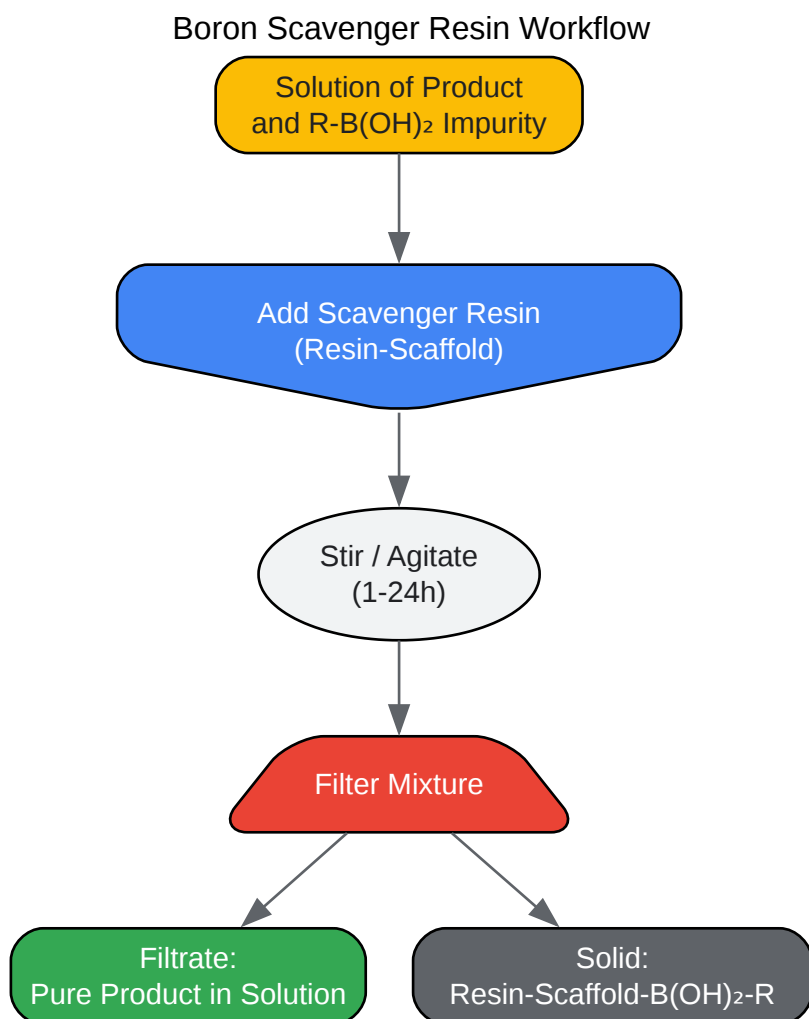 Boron Scavenger Resin Workflow
Solution of Product
and R-B(OH)₂ Impurity
Add Scavenger Resin
(Resin-Scaffold)
Stir / Agitate
(1-24h)
Filter Mixture
Filtrate:
Pure Product in Solution
Solid:
Resin-Scaffold-B(OH)₂-R